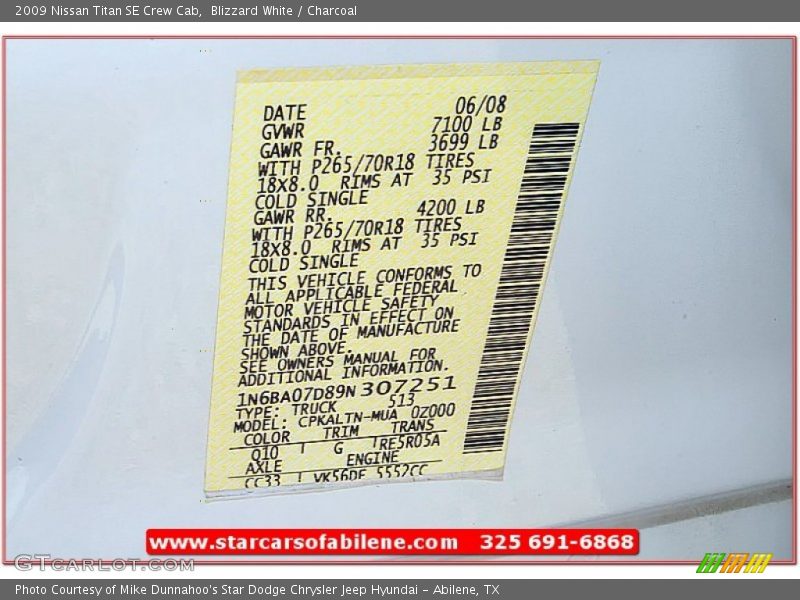 2009 Nissan Titan SE Crew Cab,  Blizzard White / Charcoal
DATE 06/08
GVWR 7100 LB
GAWR FR. 3699 LB
WITH P265/70R18 TIRES
18X8.0 RIMS AT 35 PSI
COLD SINGLE
GAWR RR. 4200 LB
WITH P265/70R18 TIRES
18X8.0 RIMS AT 35 PSI
COLD SINGLE
THIS VEHICLE CONFORMS TO
ALL APPLICABLE FEDERAL
MOTOR VEHICLE SAFETY
STANDARDS IN EFFECT ON
THE DATE OF MANUFACTURE
SHOWN ABOVE.
SEE OWNERS MANUAL FOR
ADDITIONAL INFORMATION.
1N6BA07D89N 307251
TYPE: TRUCK 513
MODEL: CPKALTN-MUA 0Z000
COLOR TRIM TRANS
Q10 G TRE5R05A
AXLE ENGINE
CC33 VK56DE 5552CC
www.starcarsofabilene.com 325 691-6868
GTCARLOT.COM
Photo Courtesy of Mike Dunnahoo's Star Dodge Chrysler Jeep Hyundai - Abilene, TX